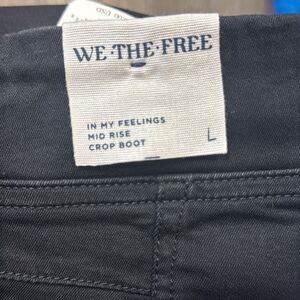 WE·THE·FREE
IN MY FEELINGS
MID RISE
CROP BOOT
L